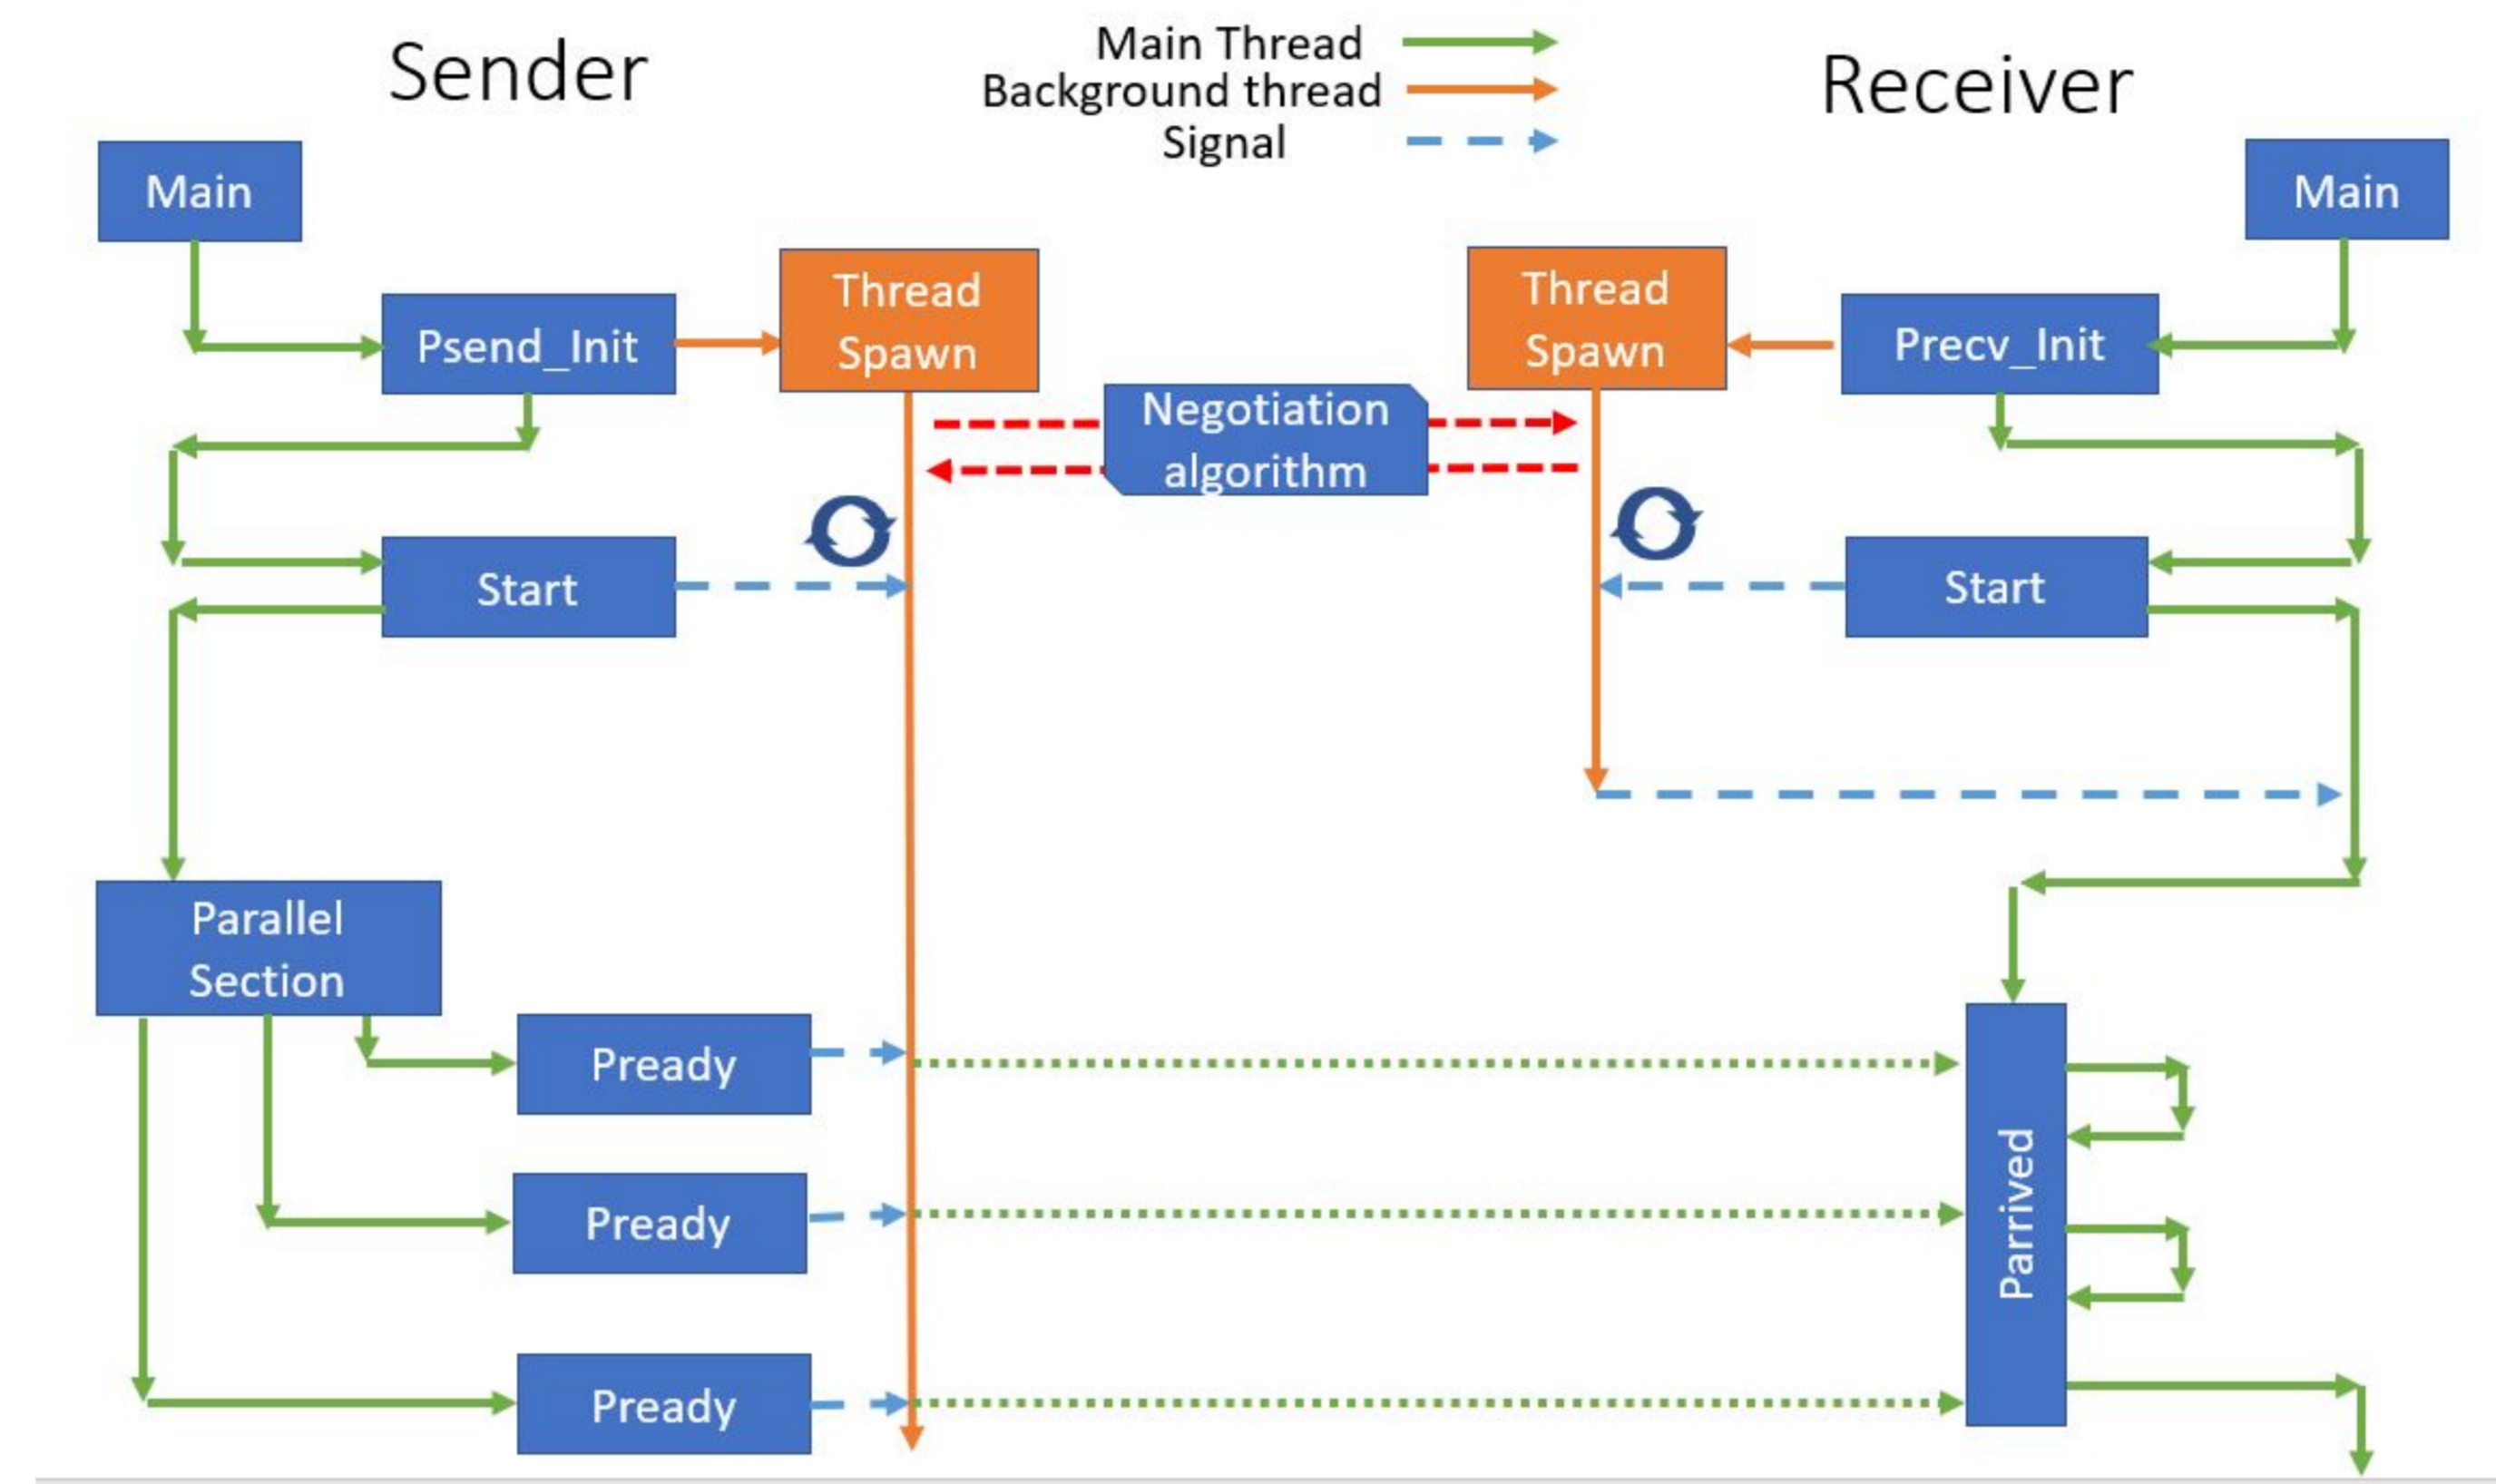 Sender
Main Thread
Background thread
Signal
Receiver
Main
Main
Psend_Init
Thread
Spawn
Thread
Spawn
Precv_Init
Negotiation
algorithm
Start
Start
Parallel
Section
Pready
Pready
Pready
Parrived